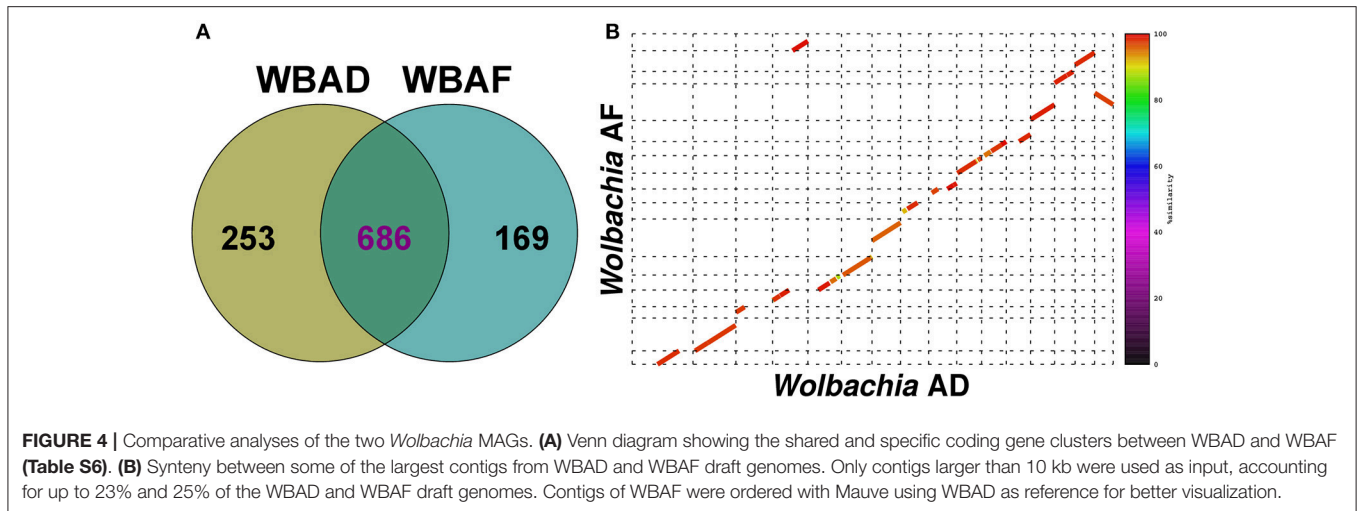 A
WBAD WBAF
253 686 169
B
Wolbachia AF
Wolbachia AD
100
80
60
40
20
0
%similarity
FIGURE 4 | Comparative analyses of the two Wolbachia MAGs. (A) Venn diagram showing the shared and specific coding gene clusters between WBAD and WBAF
(Table S6). (B) Synteny between some of the largest contigs from WBAD and WBAF draft genomes. Only contigs larger than 10 kb were used as input, accounting
for up to 23% and 25% of the WBAD and WBAF draft genomes. Contigs of WBAF were ordered with Mauve using WBAD as reference for better visualization.